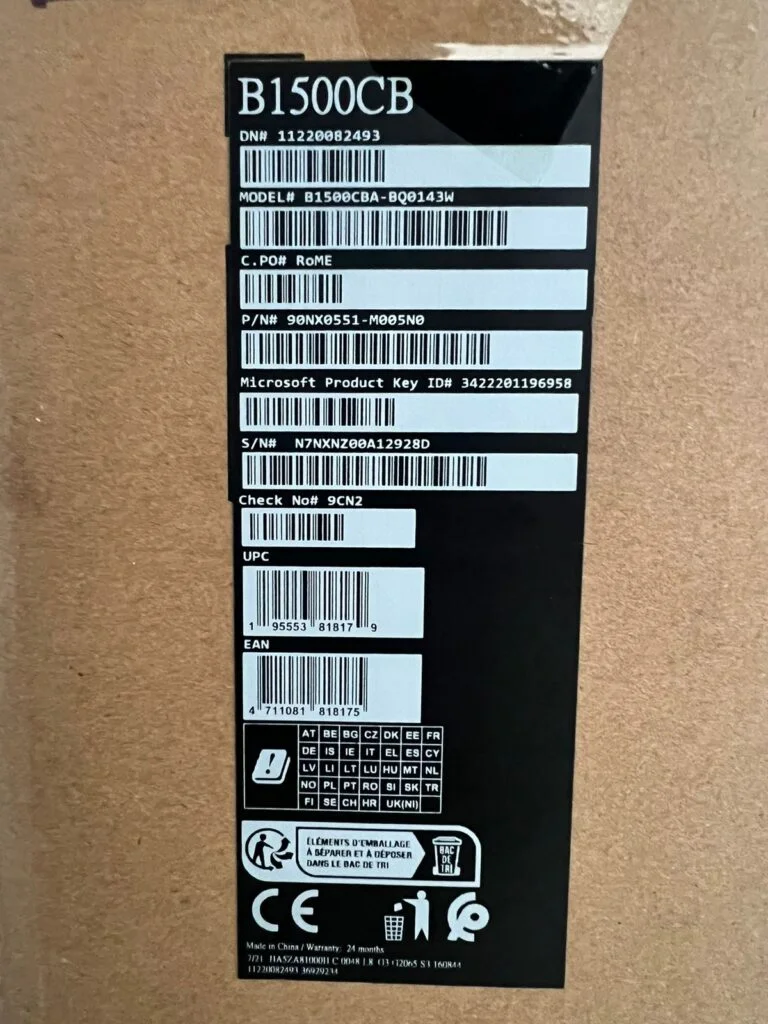 B1500CB
DN# 11220082493
MODEL# B1500CBA-BQ0143W
C.PO# RoME
P/N# 90NX0551-M005N0
Microsoft Product Key ID# 3422201196958
S/N# N7NXNZ00A12928D
Check No# 9CN2
UPC
1 95553 81817 9
EAN
4 711081 818175
AT BE BG CZ DK EE FR
DE IS IE IT EL ES CY
LV LI LT LU HU MT NL
NO PL PT RO SI SK TR
FI SE CH HR UK(NI)
ÉLÉMENTS D'EMBALLAGE
À SÉPARER ET À DÉPOSER
DANS LE BAC DE TRI
BAC
DE
TRI
CE
Made in China / Warranty: 24 months
11220082493 36929234